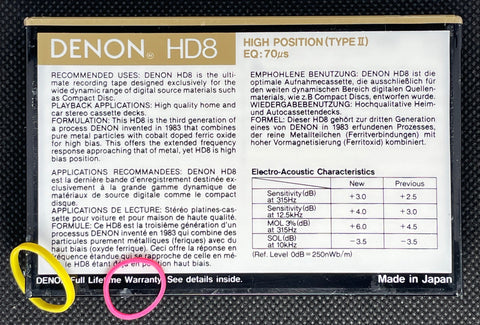 DENON® HD8
HIGH POSITION (TYPE II)
EQ: 70µs
RECOMMENDED USES: DENON HD8 is the ulti-
mate recording tape designed exclusively for the
wide dynamic range of digital source materials such
as Compact Disc.
PLAYBACK APPLICATIONS: High quality home and
car stereo cassette decks.
FORMULATION: This HD8 is the third generation of
a process DENON invented in 1983 that combines
pure metal particles with cobalt doped ferric oxide
for high bias. This offers the extended frequency
response approaching that of metal, yet HD8 is high
bias position.
APPLICATIONS RECOMMANDEES: DENON HD8
est la dernière bande d'enregistrement destinée ex-
clusivement à la grande gamme dynamique de
matériaux de source digitale comme le compact
disque.
APPLICATIONS DE LECTURE: Stéréo platines-cas-
sette pour voiture et pour maison de haute qualité.
FORMULE: Ce HD8 est la troisième génération d'un
processus DENON inventé en 1983 qui combine des
particules purement métalliques (feriques) avec du
haut biais (oxyde ferrique). Ceci offre la réponse en
fréquence étendue qui se rapproche de celle en mé-
HD8 étant déjà en position haut biais.
EMPFOHLENE BENUTZUNG: DENON HD8 ist die
optimale Aufnahmecassette, die ausschließlich für
den weiten dynamischen Bereich digitalen Quellen-
materials, wie z.B Compact Discs, entworfen wurde.
WIEDERGABEBENUTZUNG: Hochqualitative Heim-
und Autocassettendecks.
FORMEL: Dieser HD8 gehört zur dritten Generation
eines von DENON in 1983 erfundenen Prozesses,
der reine Metallteilchen (Ferritverbindungen) mit
hoher Vormagnetisierung (Ferritoxid) kombiniert.
Electro-Acoustic Characteristics
New Previous
Sensitivity(dB) at 315Hz +3.0 +2.5
Sensitivity(dB) at 12.5kHz +4.0 +3.0
MOL 3%(dB) at 315Hz +6.0 +4.5
SOL (dB) at 10kHz −3.5 −3.5
(Ref. Level 0dB = 250nWb/m)
DENON Full Lifetime Warranty. See details inside.
Made in Japan